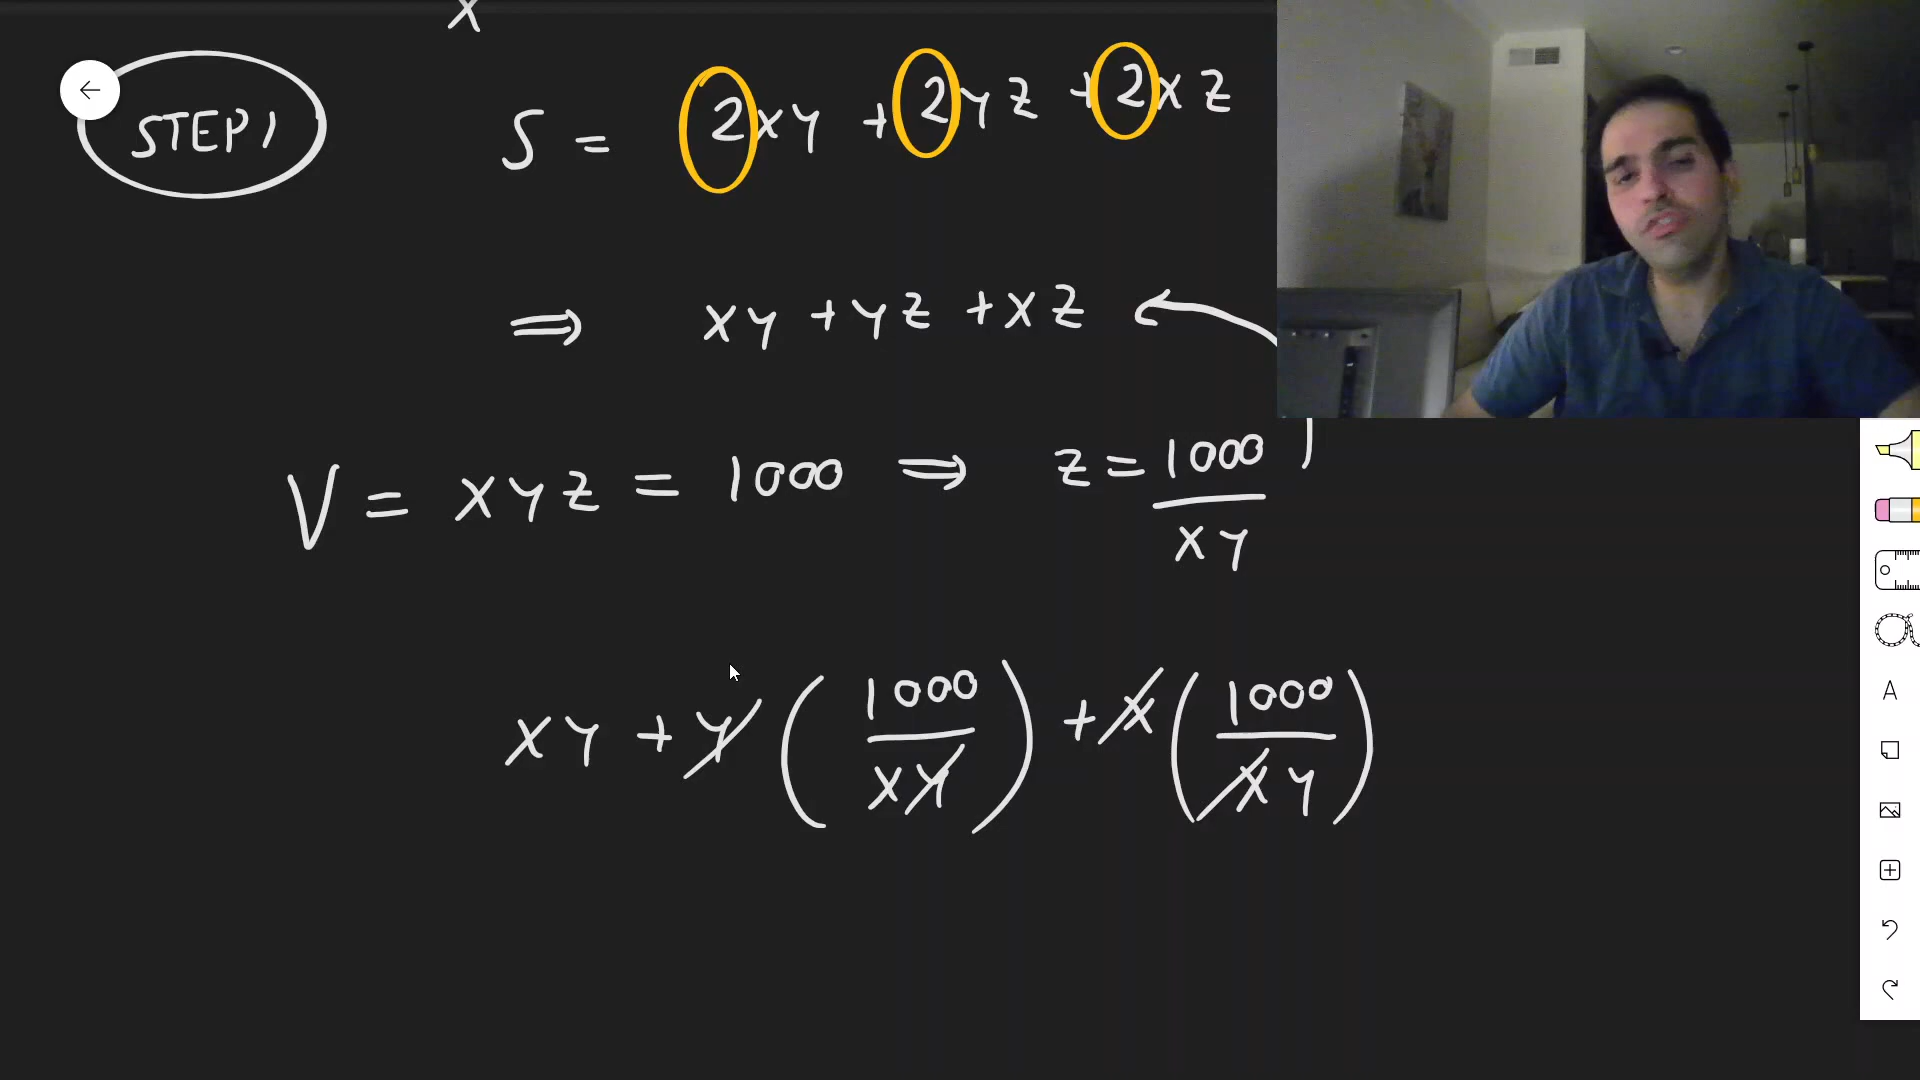 x
STEP 1
S = 2xy + 2yz + 2xz
⇒ xy + yz + xz
V = xyz = 1000 ⇒ z = 1000/xy
xy + y(1000/xy) + x(1000/xy)
A